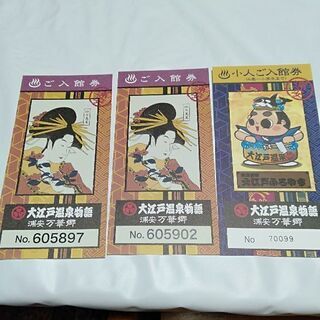 ご入館券
大江戸温泉物語
浦安万華郷
No. 605897
ご入館券
大江戸温泉物語
浦安万華郷
No. 605902
小人ご入館券
大江戸温泉物語
浦安万華郷
No 70099